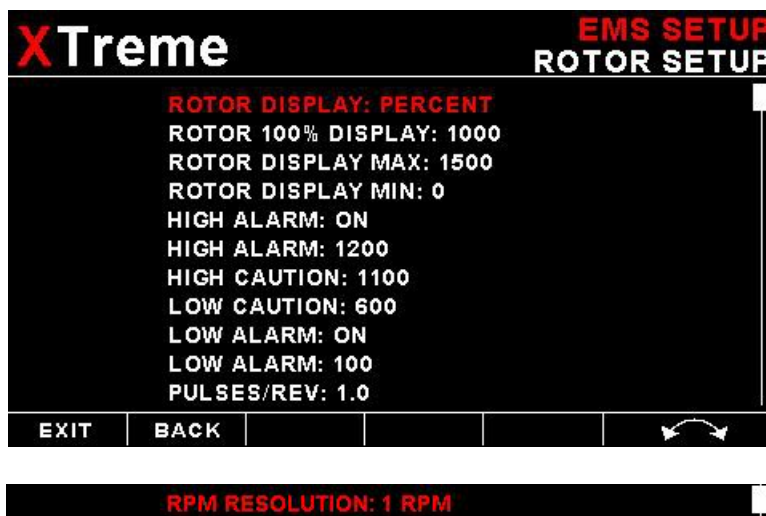 XTreme
EMS SETUP
ROTOR SETUP
ROTOR DISPLAY: PERCENT
ROTOR 100% DISPLAY: 1000
ROTOR DISPLAY MAX: 1500
ROTOR DISPLAY MIN: 0
HIGH ALARM: ON
HIGH ALARM: 1200
HIGH CAUTION: 1100
LOW CAUTION: 600
LOW ALARM: ON
LOW ALARM: 100
PULSES/REV: 1.0
EXIT BACK
RPM RESOLUTION: 1 RPM